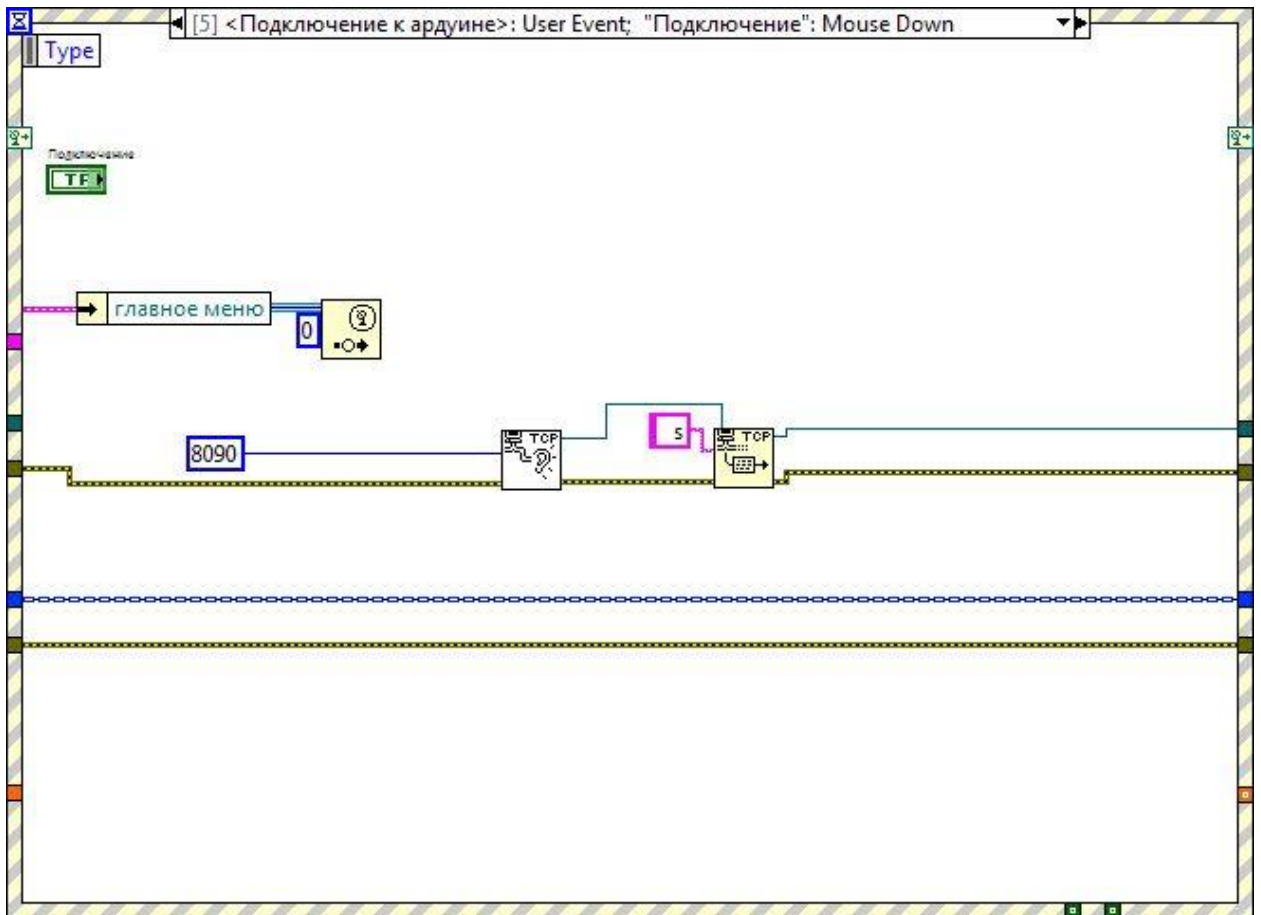 [5] <Подключение к ардуине>: User Event; "Подключение": Mouse Down
Type
Подключение
TF
главное меню
0
TCP
s
TCP
8090